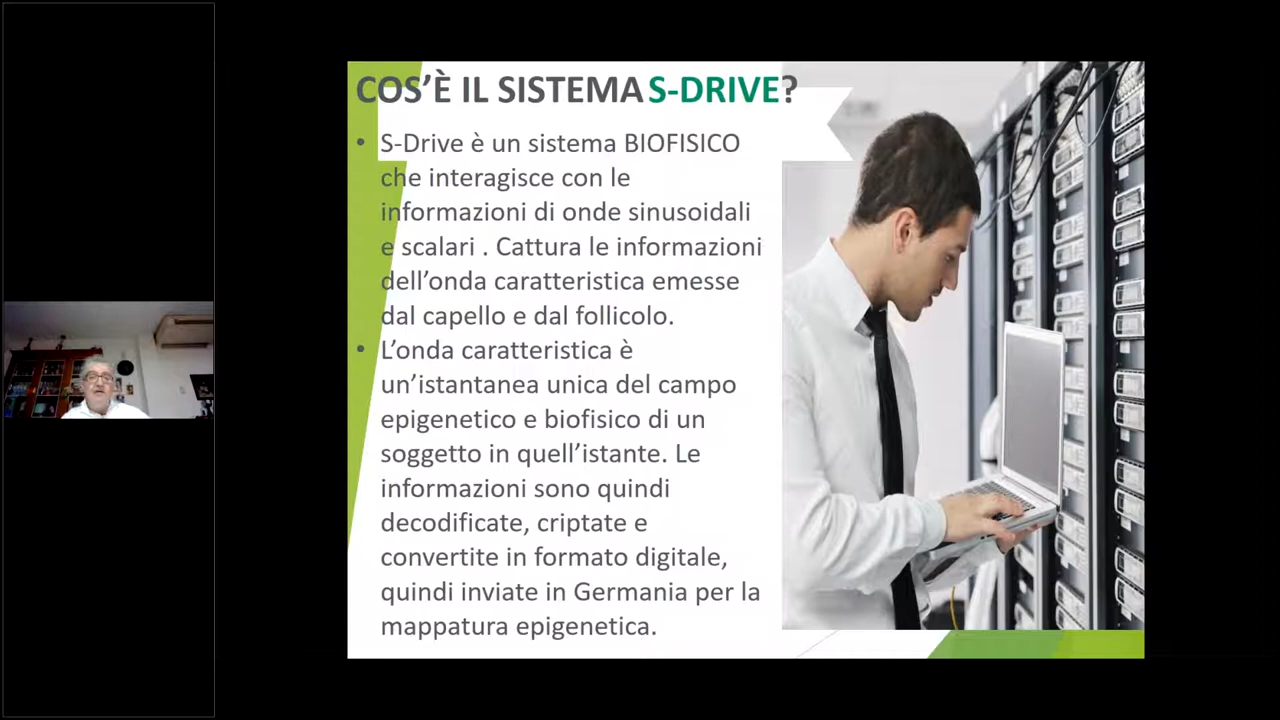 COS’È IL SISTEMA S-DRIVE?
• S-Drive è un sistema BIOFISICO
che interagisce con le
informazioni di onde sinusoidali
e scalari . Cattura le informazioni
dell’onda caratteristica emesse
dal capello e dal follicolo.
• L’onda caratteristica è
un’istantanea unica del campo
epigenetico e biofisico di un
soggetto in quell’istante. Le
informazioni sono quindi
decodificate, criptate e
convertite in formato digitale,
quindi inviate in Germania per la
mappatura epigenetica.